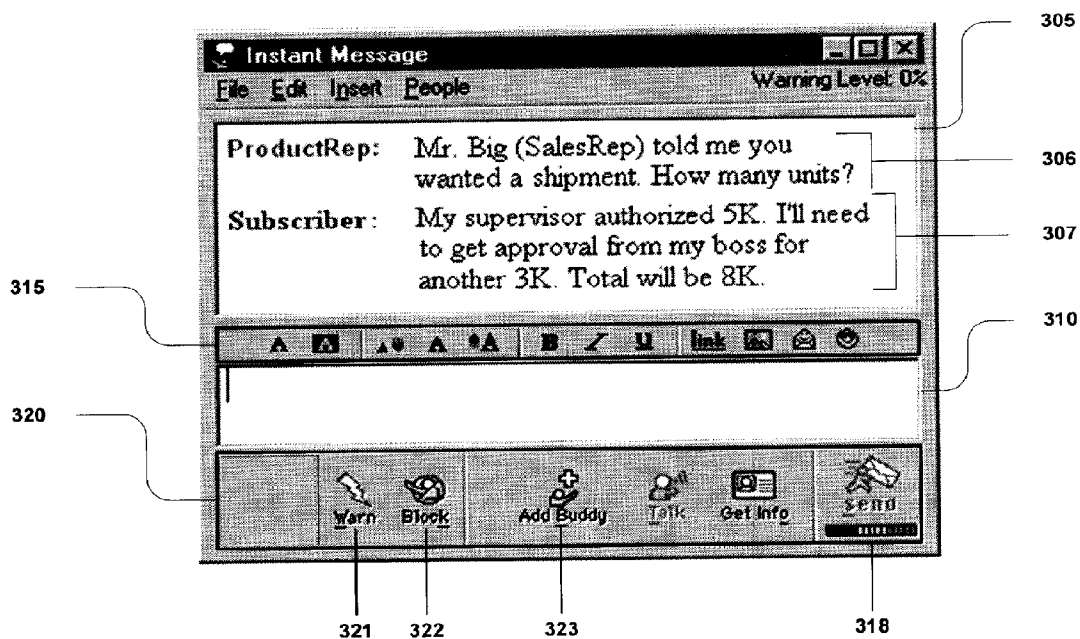 305
Instant Message
File Edit Insert People Warning Level: 0%
ProductRep: Mr. Big (SalesRep) told me you
wanted a shipment. How many units?
306
Subscriber: My supervisor authorized 5K. I'll need
to get approval from my boss for
another 3K. Total will be 8K.
307
315
A A A A A B I U link
310
320
Warn Block Add Buddy Talk Get Info Send
321 322 323 318